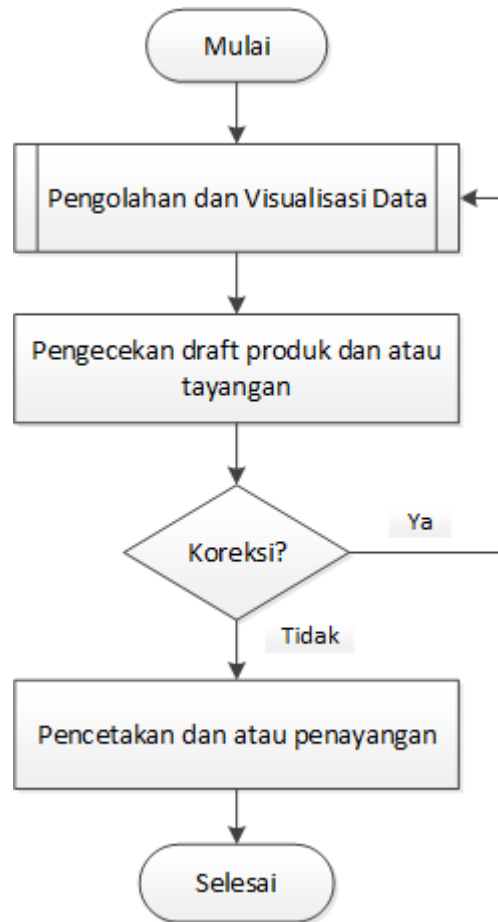 Mulai
Pengolahan dan Visualisasi Data
Pengecekan draft produk dan atau
tayangan
Koreksi?
Ya
Tidak
Pencetakan dan atau penayangan
Selesai